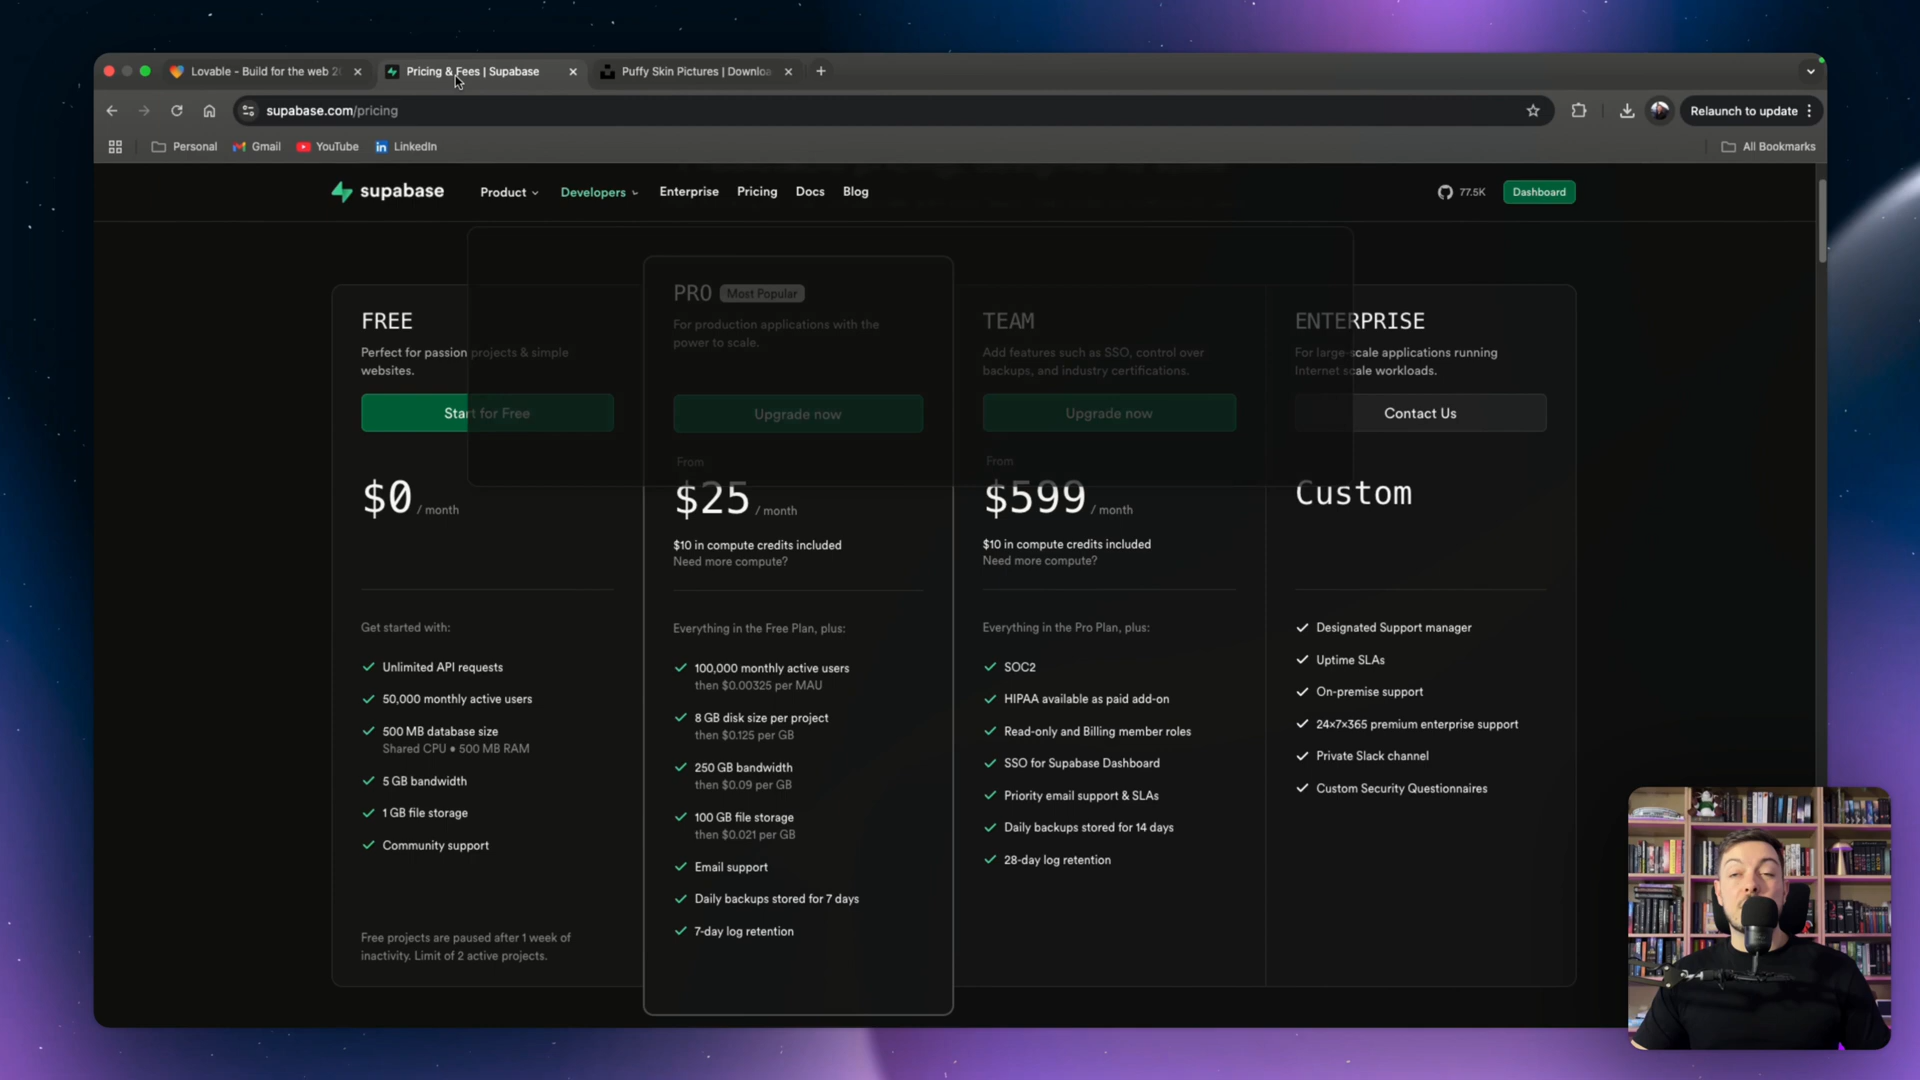 Lovable - Build for the web 2
Pricing & Fees | Supabase
Puffy Skin Pictures | Downloa
supabase.com/pricing
Relaunch to update
Personal
Gmail
YouTube
LinkedIn
All Bookmarks
supabase
Product
Developers
Enterprise
Pricing
Docs
Blog
77.5K
Dashboard
FREE
Perfect for passion projects & simple
websites.
Start for Free
$0 / month
Get started with:
Unlimited API requests
50,000 monthly active users
500 MB database size
Shared CPU • 500 MB RAM
5 GB bandwidth
1 GB file storage
Community support
Free projects are paused after 1 week of
inactivity. Limit of 2 active projects.
PRO Most Popular
For production applications with the
power to scale.
Upgrade now
From
$25 / month
$10 in compute credits included
Need more compute?
Everything in the Free Plan, plus:
100,000 monthly active users
then $0.00325 per MAU
8 GB disk size per project
then $0.125 per GB
250 GB bandwidth
then $0.09 per GB
100 GB file storage
then $0.021 per GB
Email support
Daily backups stored for 7 days
7-day log retention
TEAM
Add features such as SSO, control over
backups, and industry certifications.
Upgrade now
From
$599 / month
$10 in compute credits included
Need more compute?
Everything in the Pro Plan, plus:
SOC2
HIPAA available as paid add-on
Read-only and Billing member roles
SSO for Supabase Dashboard
Priority email support & SLAs
Daily backups stored for 14 days
28-day log retention
ENTERPRISE
For large-scale applications running
Internet scale workloads.
Contact Us
Custom
Designated Support manager
Uptime SLAs
On-premise support
24×7×365 premium enterprise support
Private Slack channel
Custom Security Questionnaires